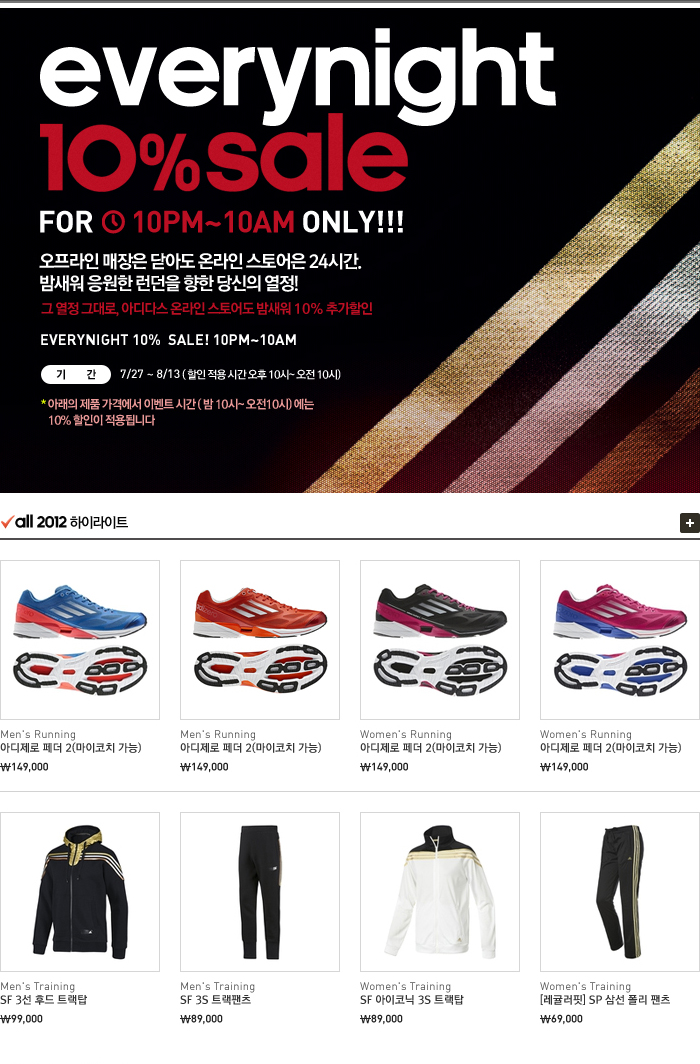 everynight
10%sale
FOR 10PM~10AM ONLY!!!
오프라인 매장은 닫아도 온라인 스토어은 24시간.
밤새워 응원한 런던을 향한 당신의 열정!
그 열정 그대로, 아디다스 온라인 스토어도 밤새워 10% 추가할인
EVERYNIGHT 10% SALE! 10PM~10AM
기 간 7/27 ~ 8/13 ( 할인 적용 시간 오후 10시~ 오전 10시)
* 아래의 제품 가격에서 이벤트 시간 ( 밤 10시~ 오전10시) 에는
10% 할인이 적용됩니다
all 2012 하이라이트
Men's Running
아디제로 페더 2(마이코치 가능)
₩149,000
Men's Running
아디제로 페더 2(마이코치 가능)
₩149,000
Women's Running
아디제로 페더 2(마이코치 가능)
₩149,000
Women's Running
아디제로 페더 2(마이코치 가능)
₩149,000
Men's Training
SF 3선 후드 트랙탑
₩99,000
Men's Training
SF 3S 트랙팬츠
₩89,000
Women's Training
SF 아이코닉 3S 트랙탑
₩89,000
Women's Training
[레귤러핏] SP 삼선 폴리 팬츠
₩69,000